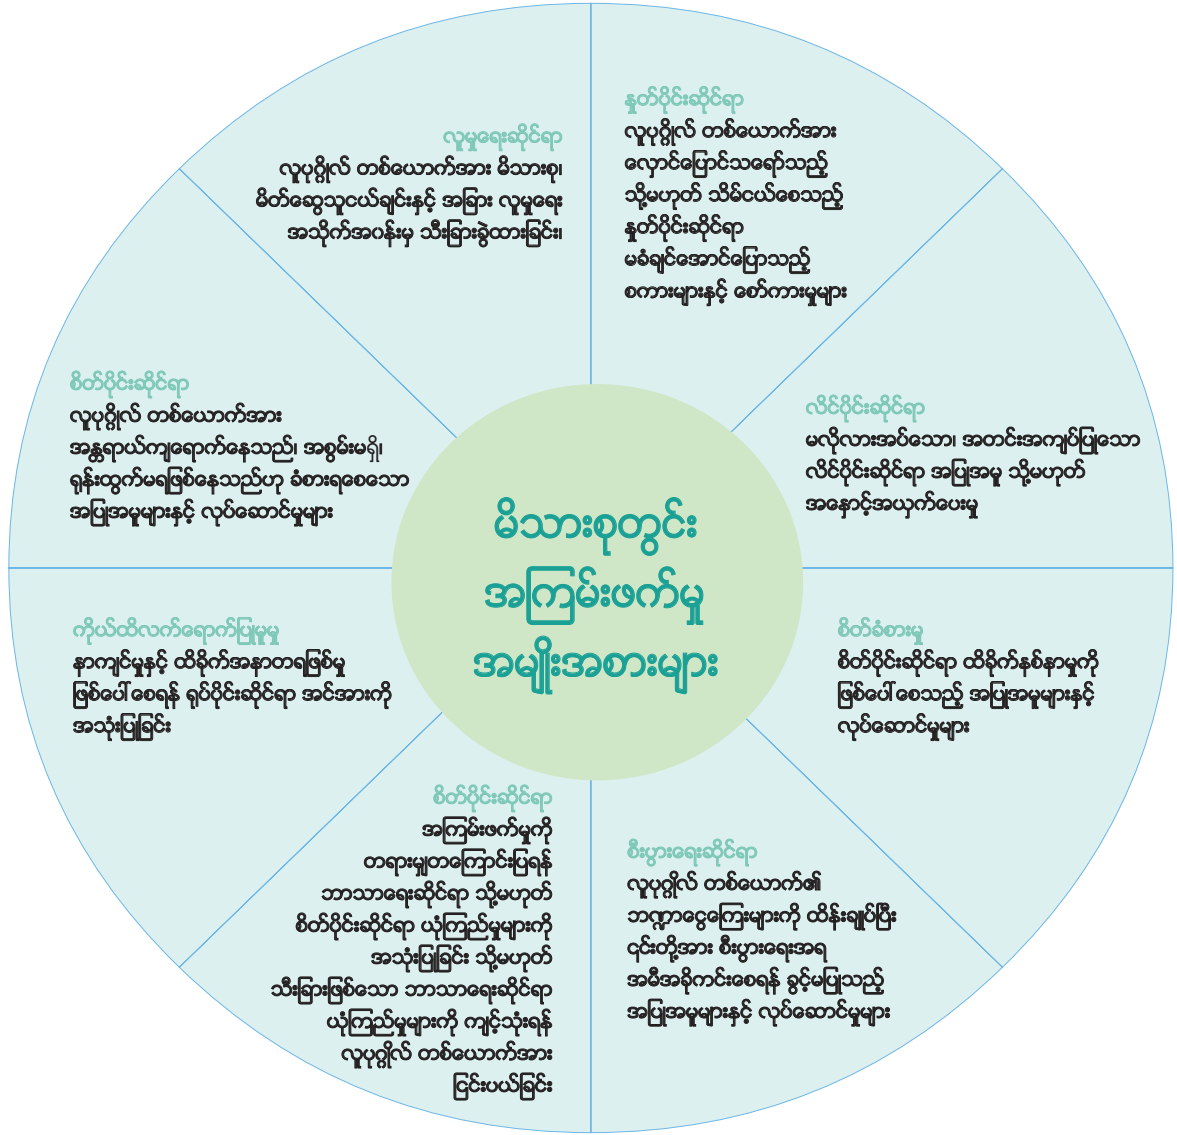 မိသားစုတွင်း
အကြမ်းဖက်မှု
အမျိုးအစားများ
နှုတ်ပိုင်းဆိုင်ရာ
လူပုဂ္ဂိုလ် တစ်ယောက်အား
လှောင်ပြောင်သရော်သည့်
သို့မဟုတ် သိမ်ငယ်စေသည့်
နှုတ်ပိုင်းဆိုင်ရာ
မခံချင်အောင်ပြောသည့်
စကားများနှင့် စော်ကားမှုများ
လိင်ပိုင်းဆိုင်ရာ
မလိုလားအပ်သော၊ အတင်းအကျပ်ပြုသော
လိင်ပိုင်းဆိုင်ရာ အပြုအမူ သို့မဟုတ်
အနှောင့်အယှက်ပေးမှု
စိတ်ခံစားမှု
စိတ်ပိုင်းဆိုင်ရာ ထိခိုက်နစ်နာမှုကို
ဖြစ်ပေါ်စေသည့် အပြုအမူများနှင့်
လုပ်ဆောင်မှုများ
စီးပွားရေးဆိုင်ရာ
လူပုဂ္ဂိုလ် တစ်ယောက်၏
ဘဏ္ဍာငွေကြေးများကို ထိန်းချုပ်ပြီး
၎င်းတို့အား စီးပွားရေးအရ
အမီအခိုကင်းစေရန် ခွင့်မပြုသည့်
အပြုအမူများနှင့် လုပ်ဆောင်မှုများ
စိတ်ပိုင်းဆိုင်ရာ
အကြမ်းဖက်မှုကို
တရားမျှတကြောင်းပြရန်
ဘာသာရေးဆိုင်ရာ သို့မဟုတ်
စိတ်ပိုင်းဆိုင်ရာ ယုံကြည်မှုများကို
အသုံးပြုခြင်း သို့မဟုတ်
သီးခြားဖြစ်သော ဘာသာရေးဆိုင်ရာ
ယုံကြည်မှုများကို ကျင့်သုံးရန်
လူပုဂ္ဂိုလ် တစ်ယောက်အား
ငြင်းပယ်ခြင်း
ကိုယ်ထိလက်ရောက်ပြုမူမှု
နာကျင်မှုနှင့် ထိခိုက်အနာတရဖြစ်မှု
ဖြစ်ပေါ်စေရန် ရုပ်ပိုင်းဆိုင်ရာ အင်အားကို
အသုံးပြုခြင်း
စိတ်ပိုင်းဆိုင်ရာ
လူပုဂ္ဂိုလ် တစ်ယောက်အား
အန္တရာယ်ကျရောက်နေသည်၊ အစွမ်းမရှိ၊
ရုန်းထွက်မရဖြစ်နေသည်ဟု ခံစားရစေသော
အပြုအမူများနှင့် လုပ်ဆောင်မှုများ
လူမှုရေးဆိုင်ရာ
လူပုဂ္ဂိုလ် တစ်ယောက်အား မိသားစု၊
မိတ်ဆွေသူငယ်ချင်းနှင့် အခြား လူမှုရေး
အသိုက်အဝန်းမှ သီးခြားခွဲထားခြင်း၊